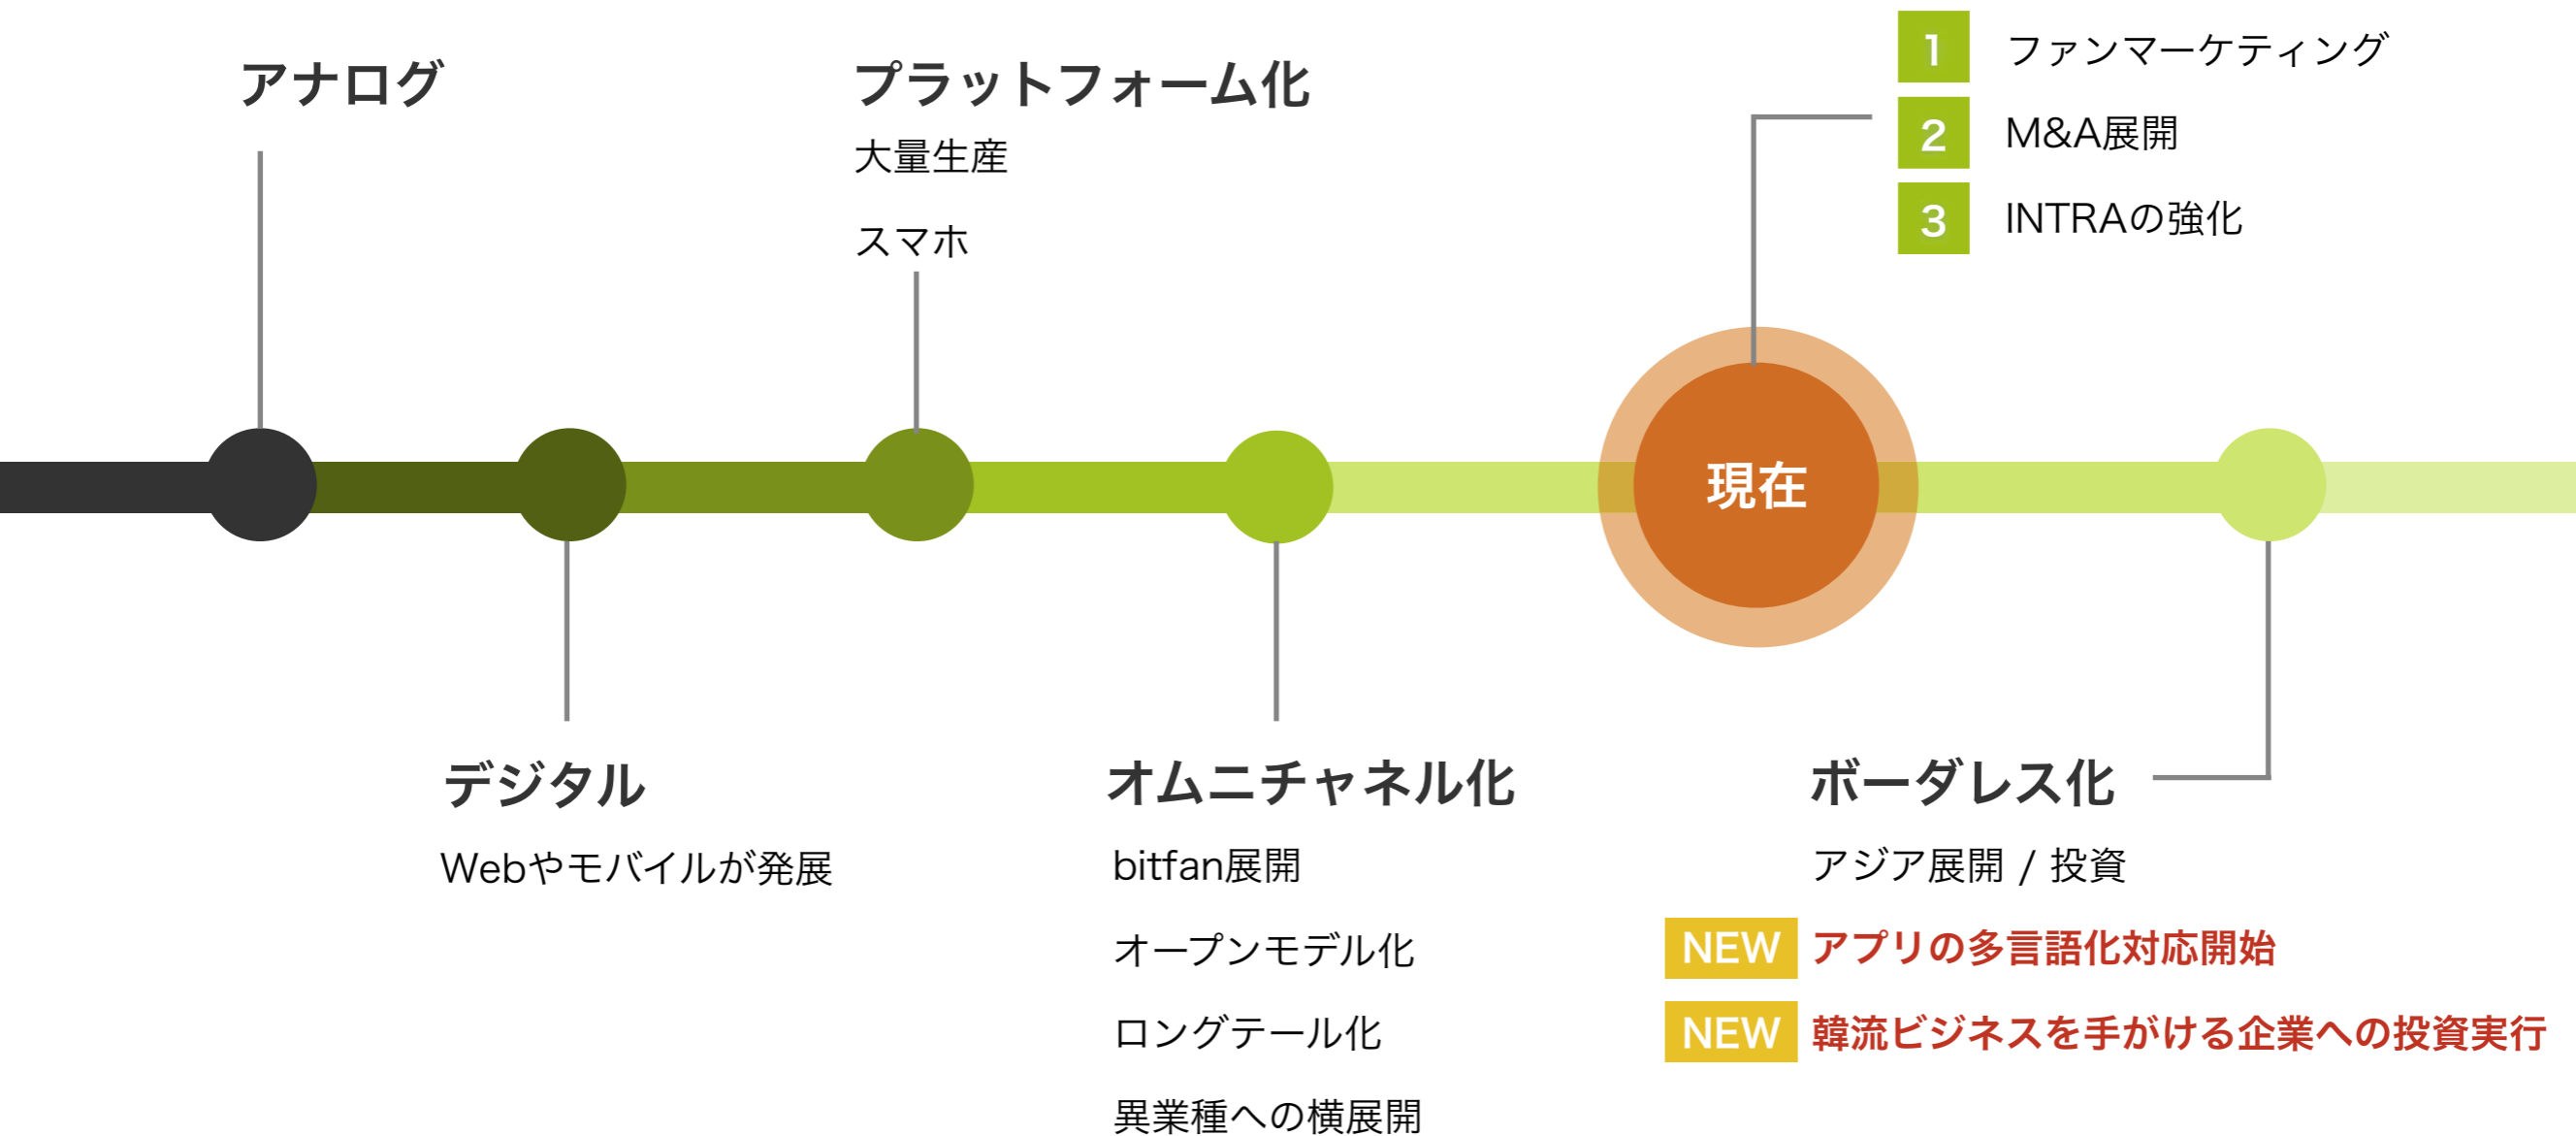 アナログ
プラットフォーム化
大量生産
スマホ
1 ファンマーケティング
2 M&A展開
3 INTRAの強化
現在
デジタル
Webやモバイルが発展
オムニチャネル化
bitfan展開
オープンモデル化
ロングテール化
異業種への横展開
ボーダレス化
アジア展開 / 投資
NEW アプリの多言語化対応開始
NEW 韓流ビジネスを手がける企業への投資実行